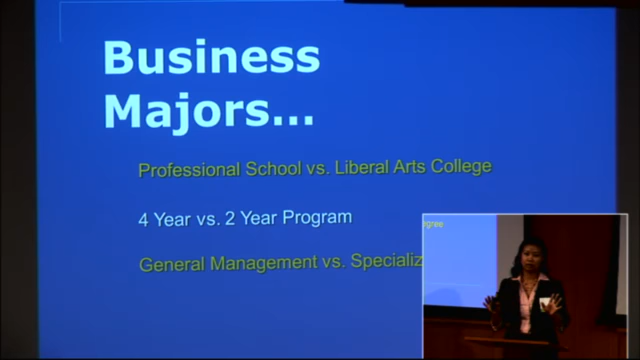 Business
Majors...
Professional School vs. Liberal Arts College
4 Year vs. 2 Year Program
General Management vs.